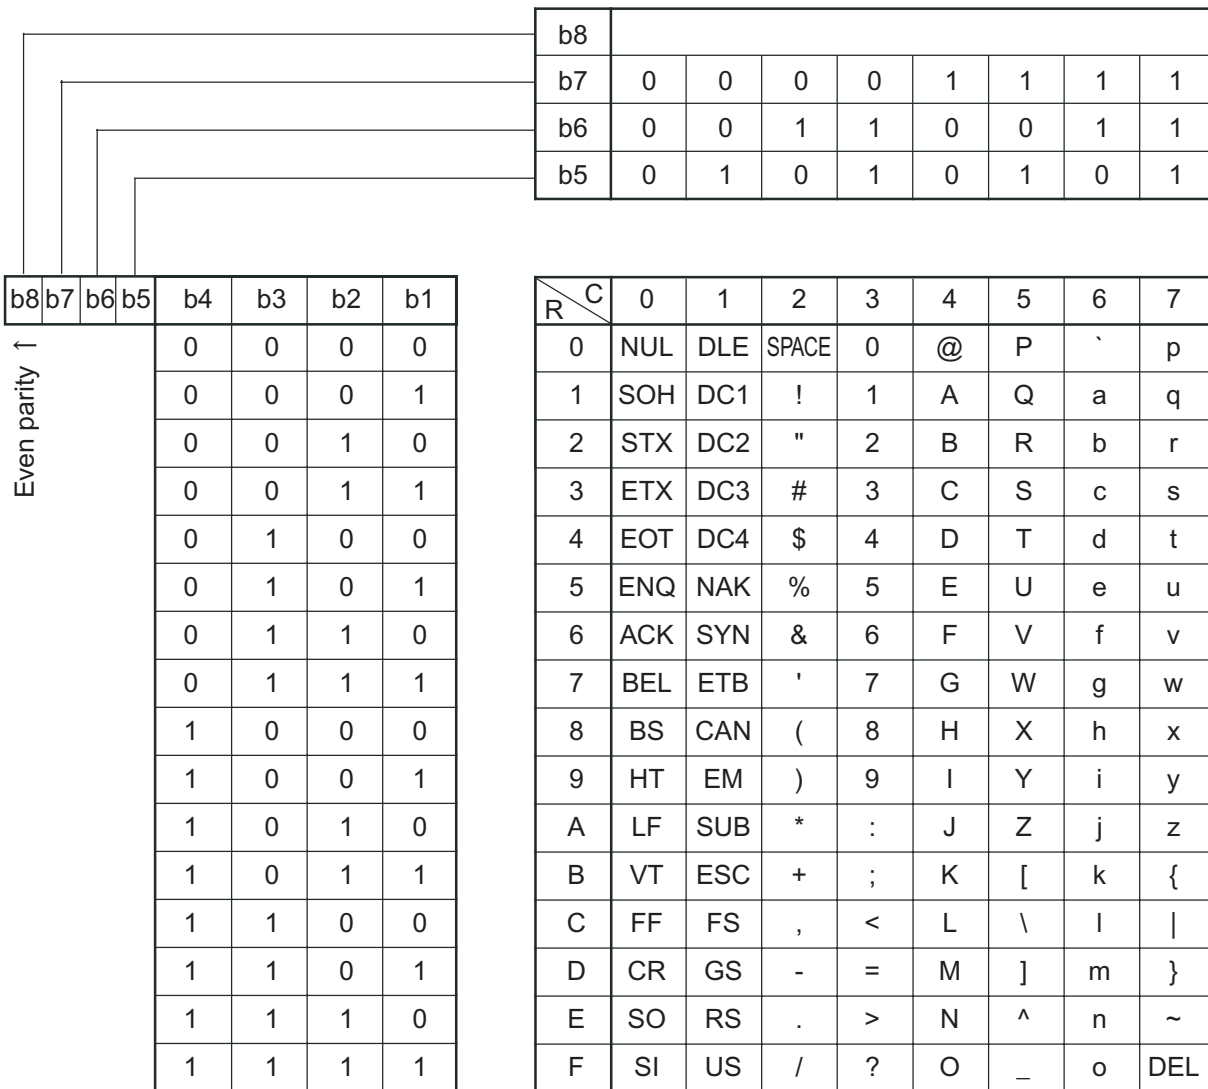 b8
b7 0 0 0 0 1 1 1 1
b6 0 0 1 1 0 0 1 1
b5 0 1 0 1 0 1 0 1
b8 b7 b6 b5 b4 b3 b2 b1 R C 0 1 2 3 4 5 6 7
Even parity ↑
0 0 0 0 0 NUL DLE SPACE 0 @ P ` p
0 0 0 1 1 SOH DC1 ! 1 A Q a q
0 0 1 0 2 STX DC2 " 2 B R b r
0 0 1 1 3 ETX DC3 # 3 C S c s
0 1 0 0 4 EOT DC4 $ 4 D T d t
0 1 0 1 5 ENQ NAK % 5 E U e u
0 1 1 0 6 ACK SYN & 6 F V f v
0 1 1 1 7 BEL ETB ' 7 G W g w
1 0 0 0 8 BS CAN ( 8 H X h x
1 0 0 1 9 HT EM ) 9 I Y i y
1 0 1 0 A LF SUB * : J Z j z
1 0 1 1 B VT ESC + ; K [ k {
1 1 0 0 C FF FS , < L \ l |
1 1 0 1 D CR GS - = M ] m }
1 1 1 0 E SO RS . > N ^ n ~
1 1 1 1 F SI US / ? O _ o DEL